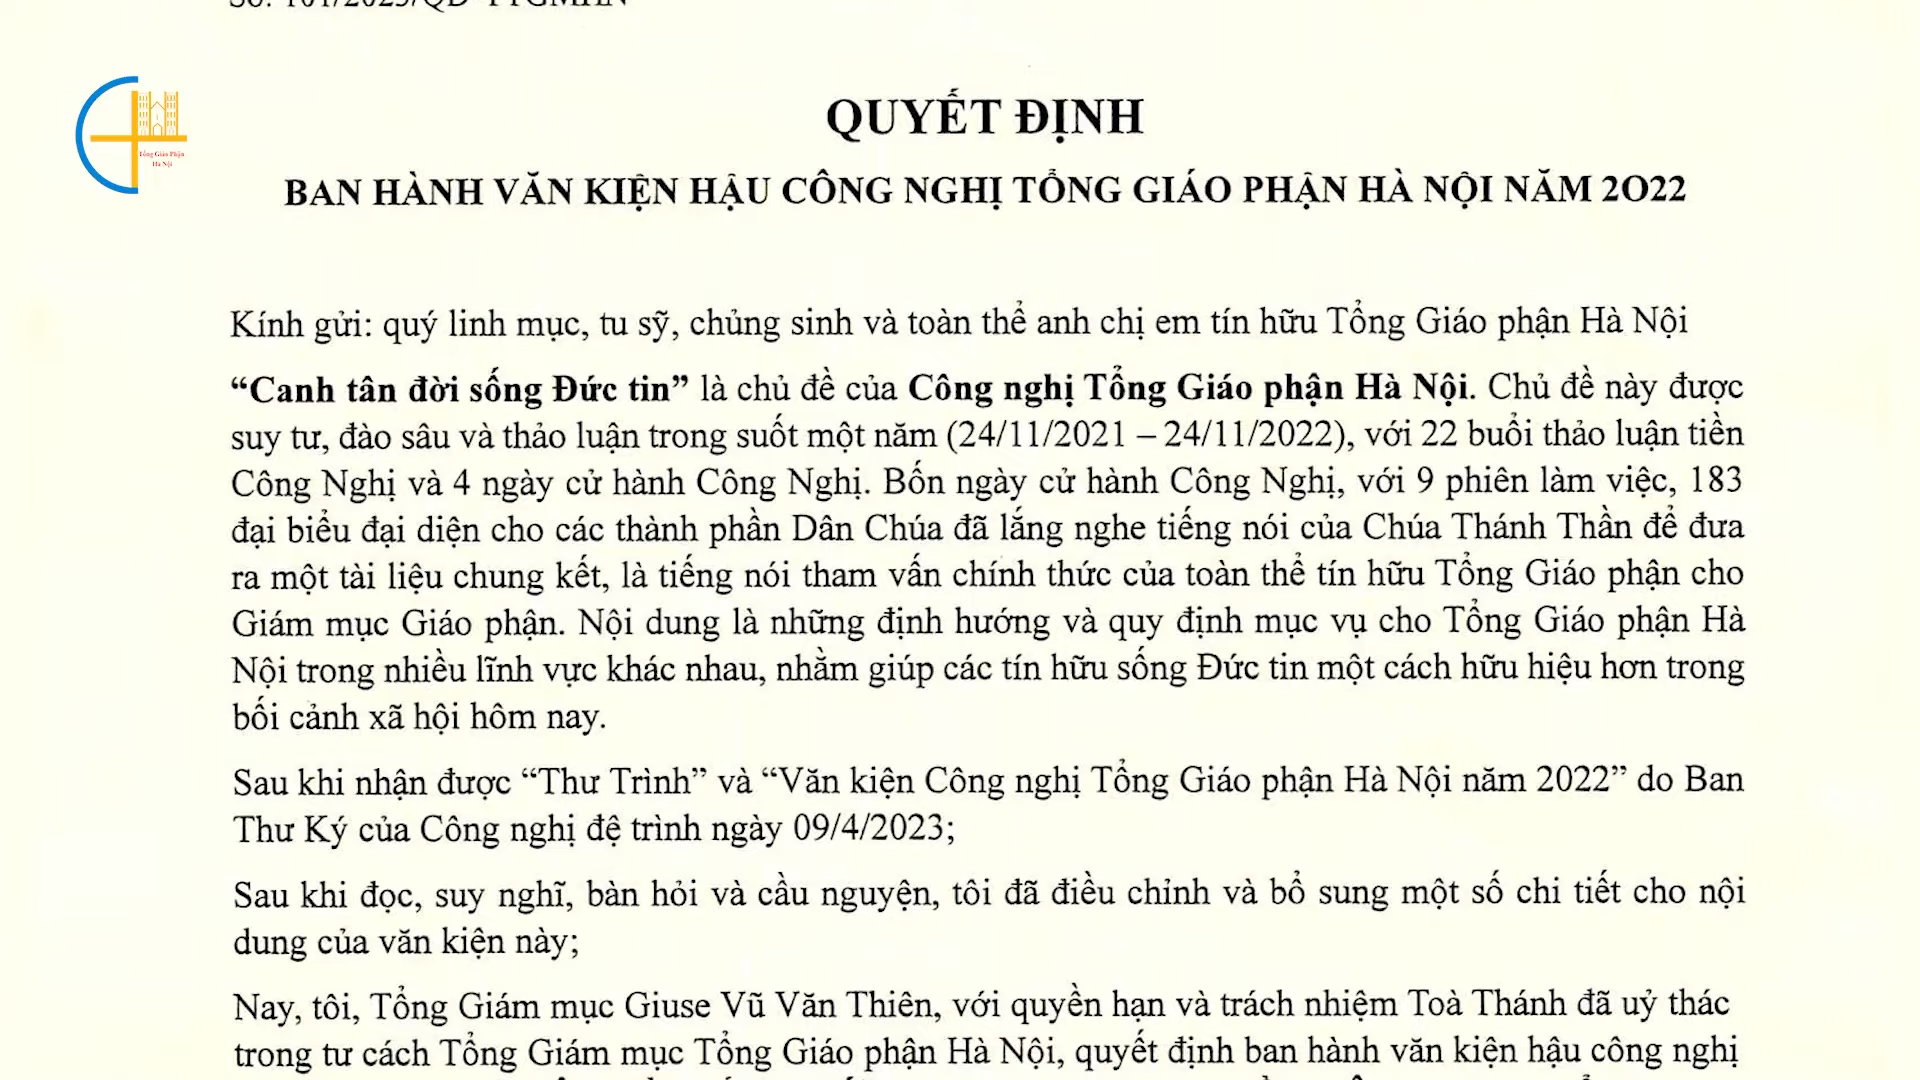 QUYẾT ĐỊNH
BAN HÀNH VĂN KIỆN HẬU CÔNG NGHỊ TỔNG GIÁO PHẬN HÀ NỘI NĂM 2O22
Tổng Giáo Phận
Hà Nội
Kính gửi: quý linh mục, tu sỹ, chủng sinh và toàn thể anh chị em tín hữu Tổng Giáo phận Hà Nội
“Canh tân đời sống Đức tin” là chủ đề của Công nghị Tổng Giáo phận Hà Nội. Chủ đề này được
suy tư, đào sâu và thảo luận trong suốt một năm (24/11/2021 – 24/11/2022), với 22 buổi thảo luận tiền
Công Nghị và 4 ngày cử hành Công Nghị. Bốn ngày cử hành Công Nghị, với 9 phiên làm việc, 183
đại biểu đại diện cho các thành phần Dân Chúa đã lắng nghe tiếng nói của Chúa Thánh Thần để đưa
ra một tài liệu chung kết, là tiếng nói tham vấn chính thức của toàn thể tín hữu Tổng Giáo phận cho
Giám mục Giáo phận. Nội dung là những định hướng và quy định mục vụ cho Tổng Giáo phận Hà
Nội trong nhiều lĩnh vực khác nhau, nhằm giúp các tín hữu sống Đức tin một cách hữu hiệu hơn trong
bối cảnh xã hội hôm nay.
Sau khi nhận được “Thư Trình” và “Văn kiện Công nghị Tổng Giáo phận Hà Nội năm 2022” do Ban
Thư Ký của Công nghị đệ trình ngày 09/4/2023;
Sau khi đọc, suy nghĩ, bàn hỏi và cầu nguyện, tôi đã điều chỉnh và bổ sung một số chi tiết cho nội
dung của văn kiện này;
Nay, tôi, Tổng Giám mục Giuse Vũ Văn Thiên, với quyền hạn và trách nhiệm Toà Thánh đã uỷ thác
trong tư cách Tổng Giám mục Tổng Giáo phận Hà Nội, quyết định ban hành văn kiện hậu công nghị